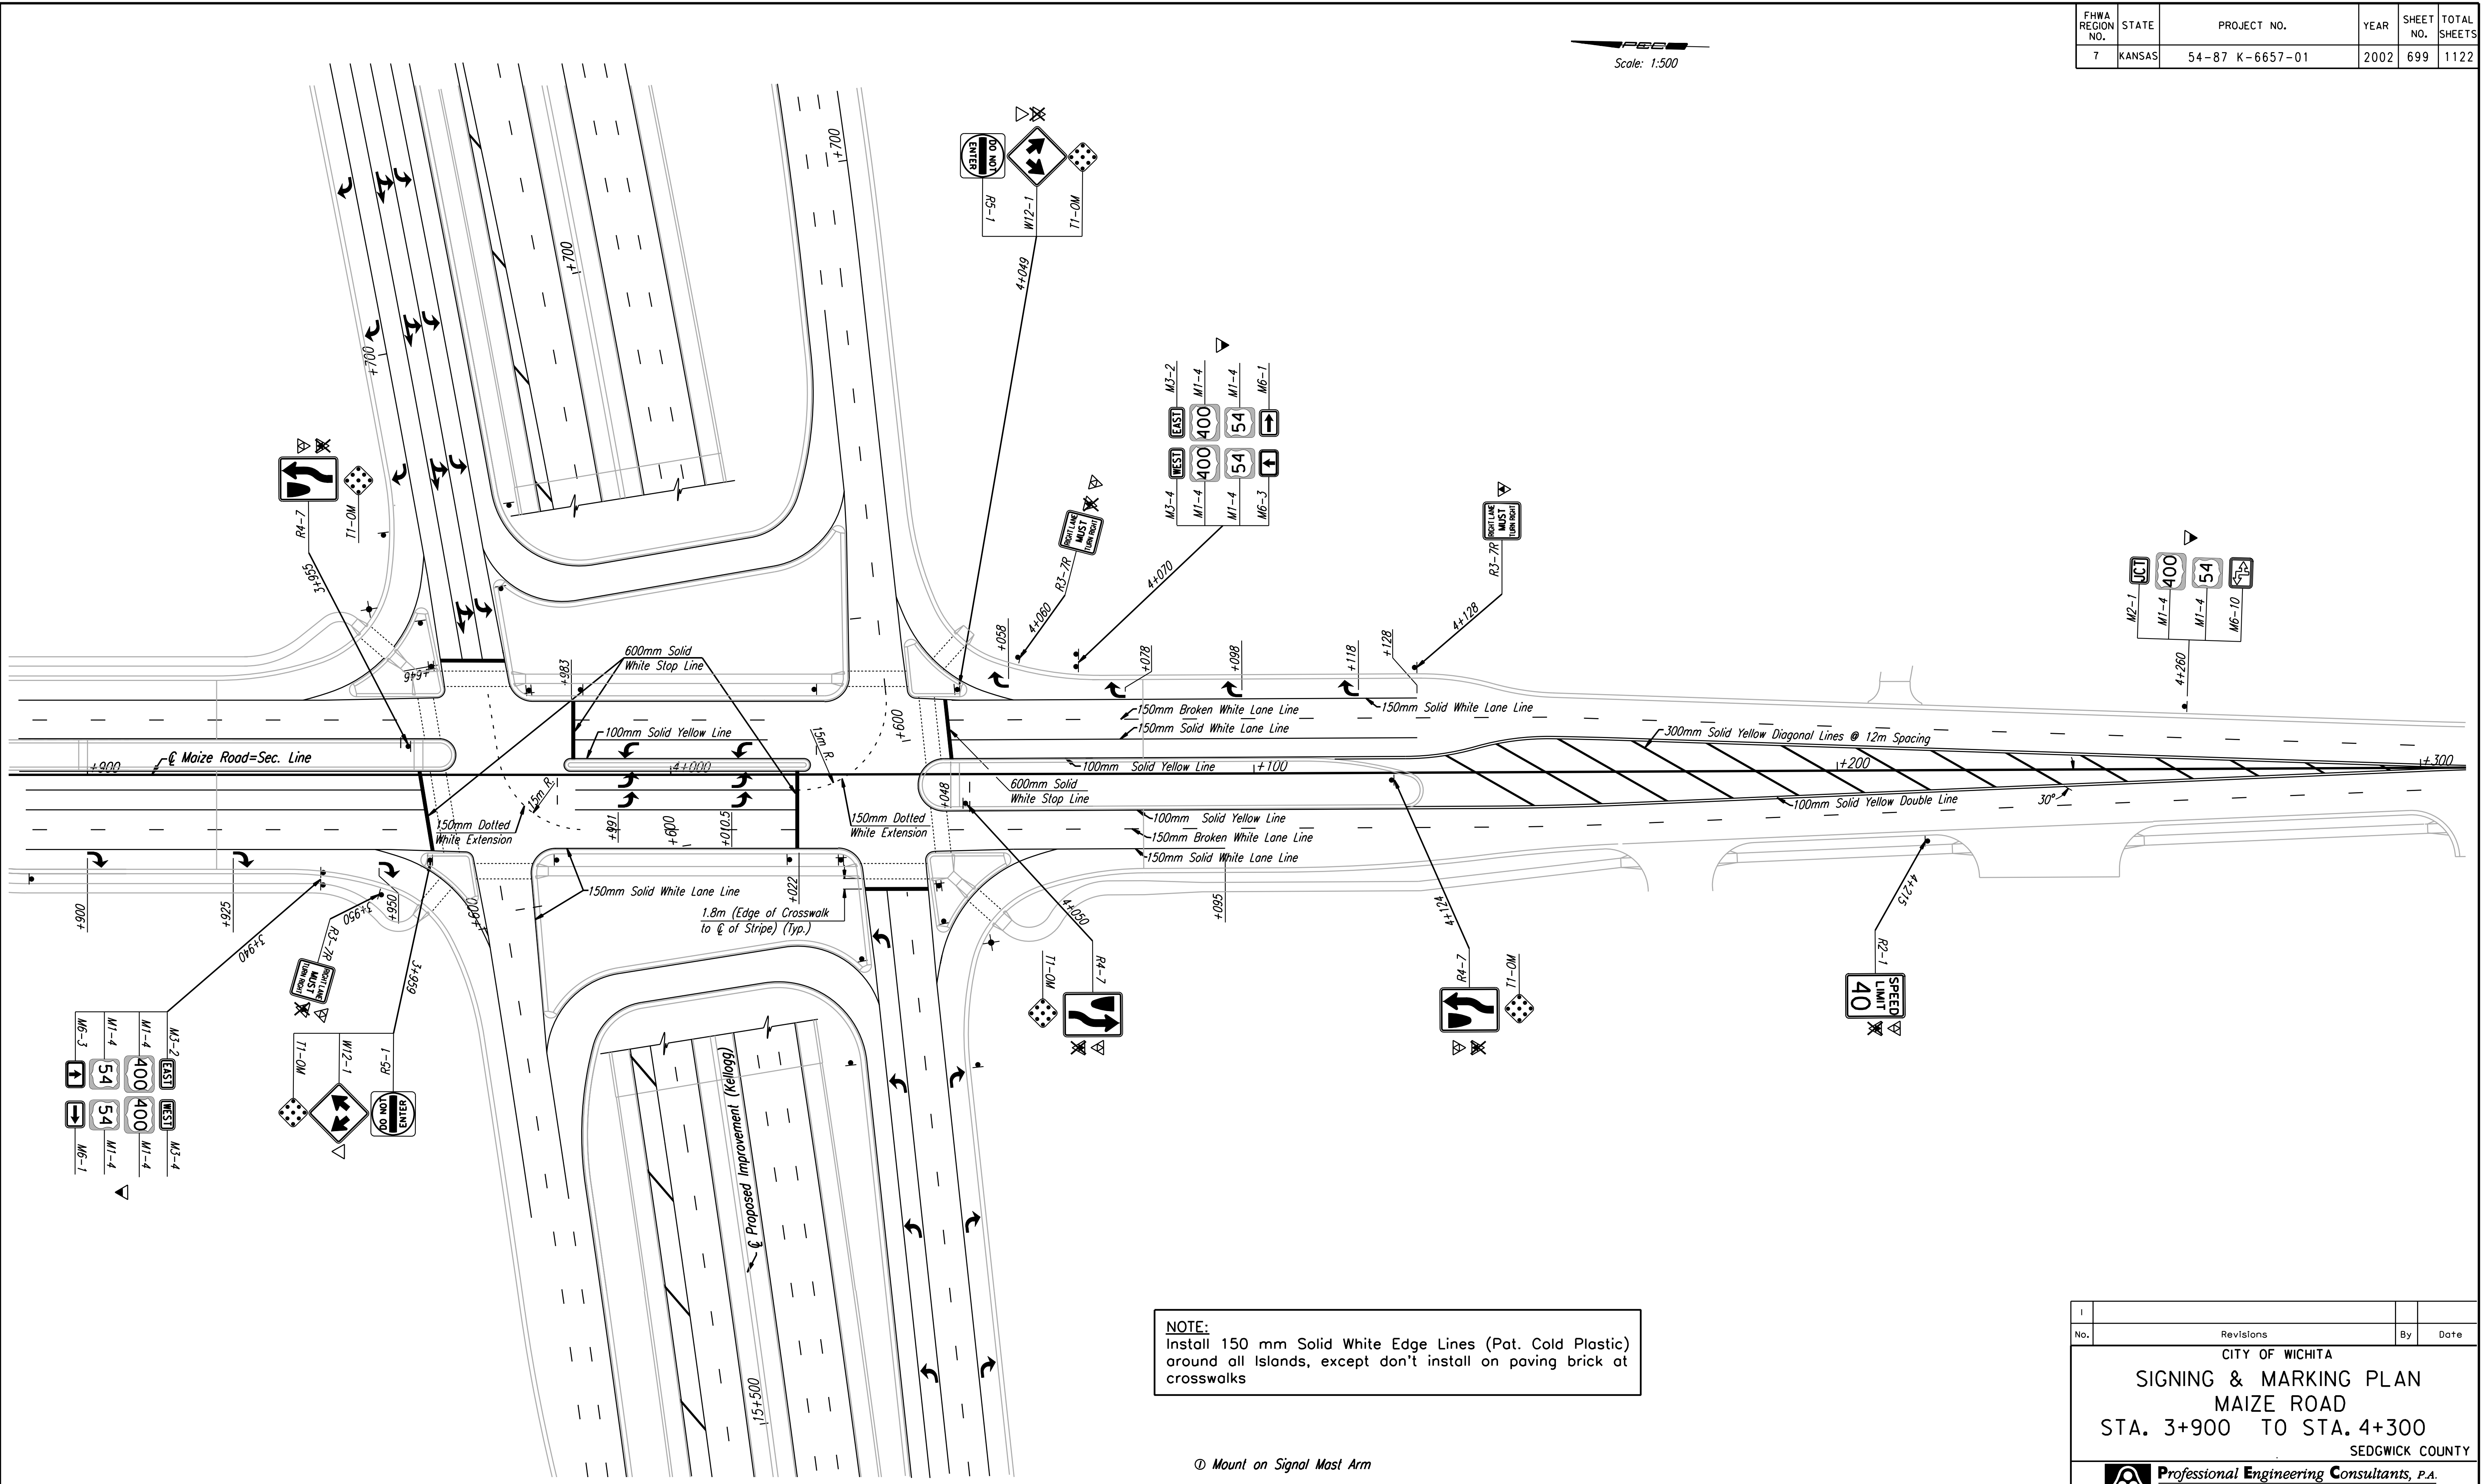 FHWA REGION NO. STATE PROJECT NO. YEAR SHEET NO. TOTAL SHEETS
7 KANSAS 54-87 K-6657-01 2002 699 1122
PEC
Scale: 1:500
+700
+700
+700
DO NOT ENTER
R5-1
W12-1
T1-OM
4+049
R4-7
T1-OM
3+955
M3-2
M1-4
M1-4
M6-1
EAST
400
54
WEST
400
54
M3-4
M1-4
M1-4
M6-3
4+070
RIGHT LANE MUST TURN RIGHT
R3-7R
4+060
RIGHT LANE MUST TURN RIGHT
R3-7R
4+128
JCT
400
54
M2-1
M1-4
M1-4
M6-10
4+260
+946
+983
600mm Solid
White Stop Line
+058
+078
+098
+118
+128
150mm Broken White Lane Line
150mm Solid White Lane Line
150mm Solid White Lane Line
100mm Solid Yellow Line
15m R.
+600
300mm Solid Yellow Diagonal Lines @ 12m Spacing
+900
℄ Maize Road=Sec. Line
4+000
100mm Solid Yellow Line
+100
+200
+300
15m R.
+048
600mm Solid
White Stop Line
100mm Solid Yellow Double Line
30°
150mm Dotted
White Extension
+991
+600
+010.5
150mm Dotted
White Extension
100mm Solid Yellow Line
150mm Broken White Lane Line
150mm Solid White Lane Line
+900
+925
+950
+600
150mm Solid White Lane Line
+022
1.8m (Edge of Crosswalk
to ℄ of Stripe) (Typ.)
+095
3+940
3+950
R3-7R
RIGHT LANE MUST TURN RIGHT
3+959
4+050
4+124
4+215
M6-3
M1-4
M1-4
M3-2
54
400
EAST
54
400
WEST
M6-1
M1-4
M1-4
M3-4
T1-OM
W12-1
R5-1
DO NOT ENTER
T1-OM
R4-7
R4-7
T1-OM
R2-1
SPEED LIMIT 40
℄ Proposed Improvement (Kellogg)
15+500
NOTE:
Install 150 mm Solid White Edge Lines (Pat. Cold Plastic)
around all Islands, except don't install on paving brick at
crosswalks
① Mount on Signal Mast Arm
1
No. Revisions By Date
CITY OF WICHITA
SIGNING & MARKING PLAN
MAIZE ROAD
STA. 3+900 TO STA. 4+300
SEDGWICK COUNTY
Professional Engineering Consultants, P.A.